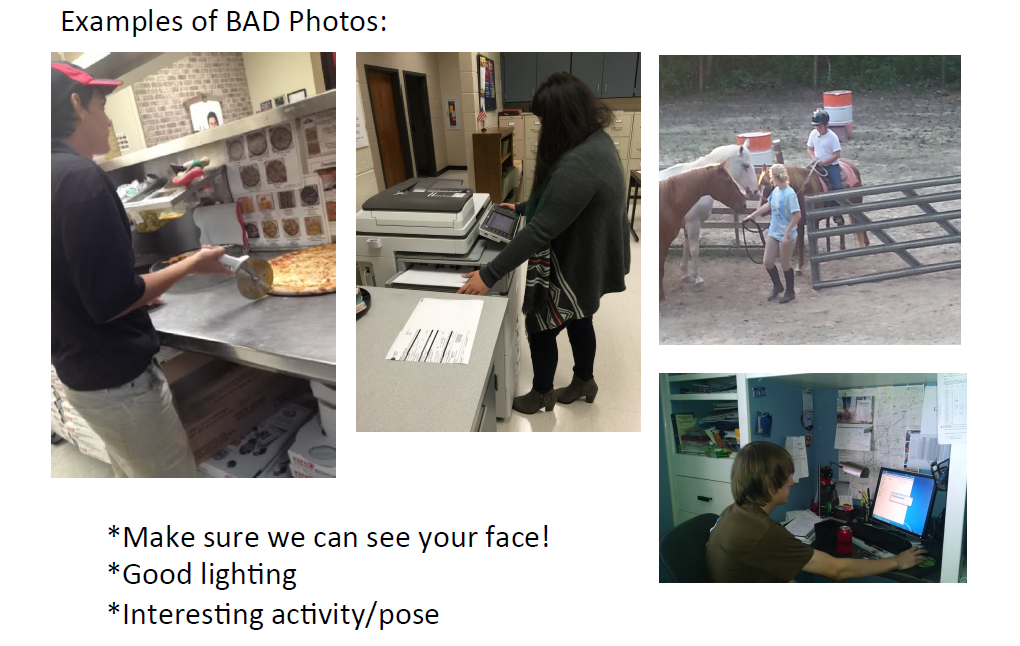 Examples of BAD Photos:
*Make sure we can see your face!
*Good lighting
*Interesting activity/pose